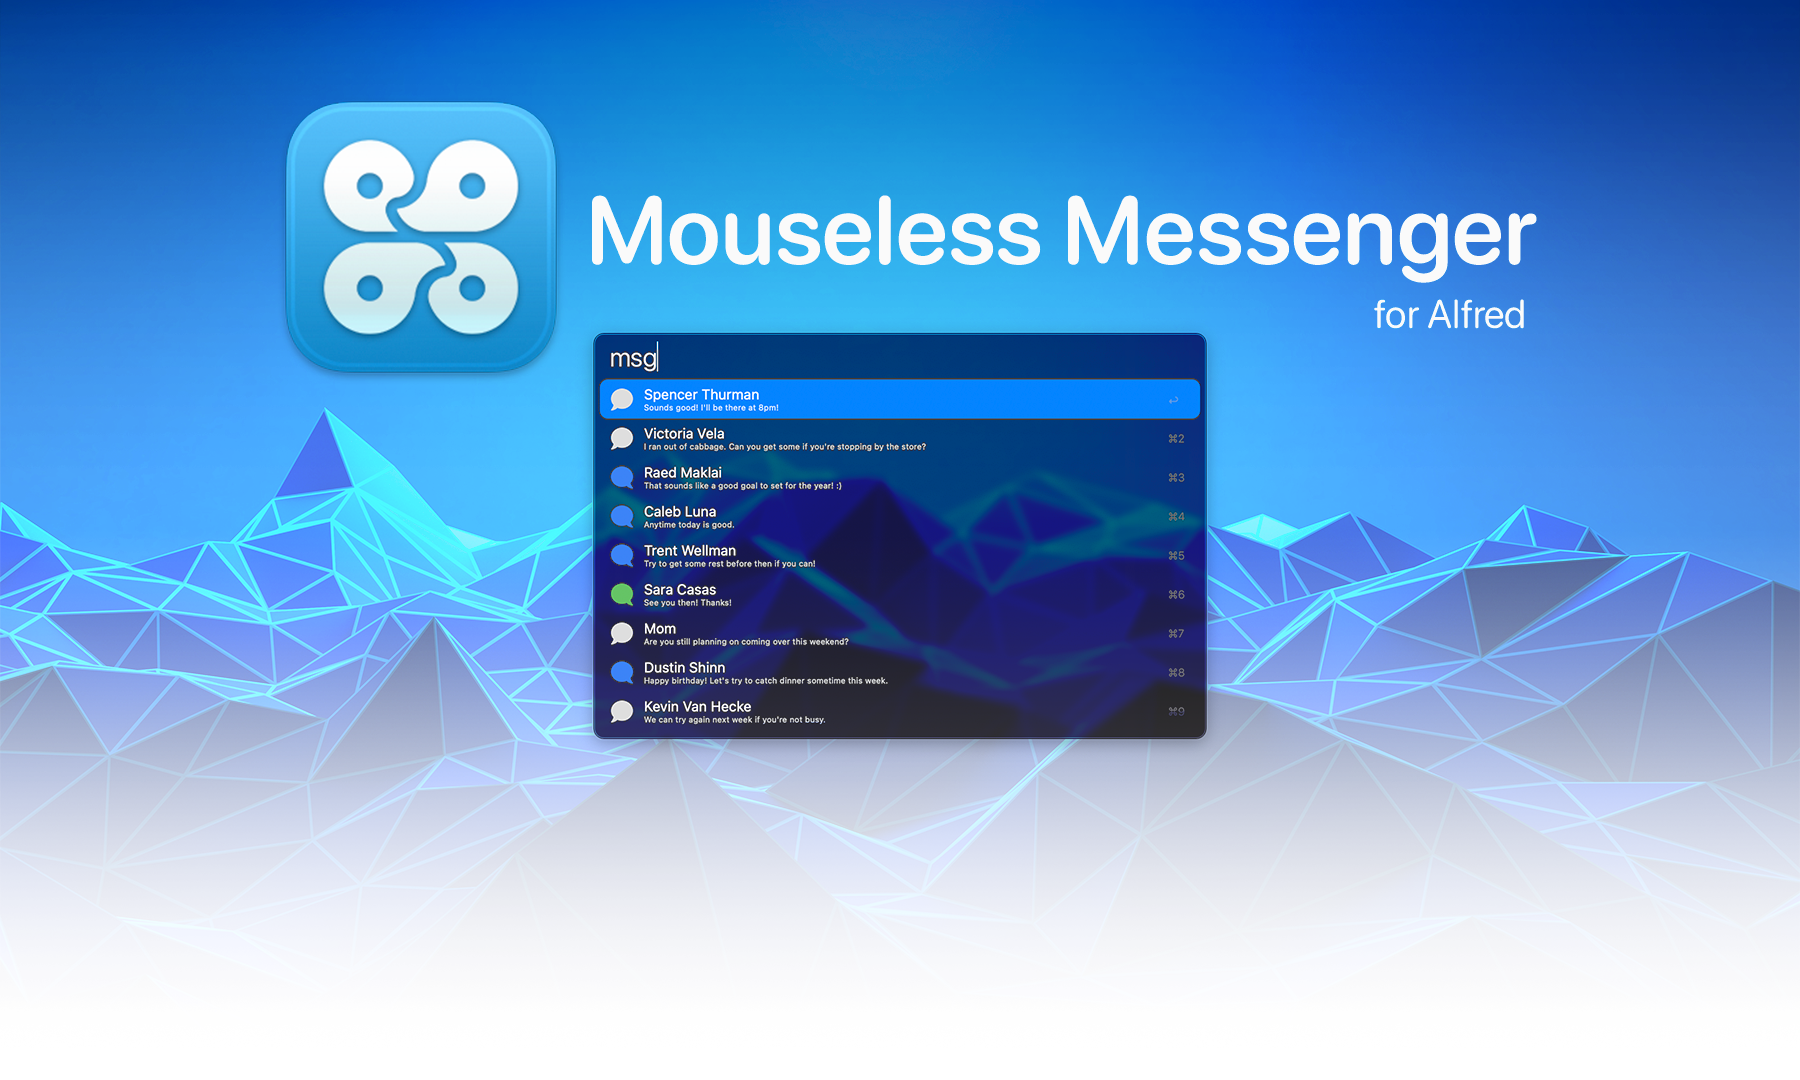 Mouseless Messenger
for Alfred
msg
Spencer Thurman
Sounds good! I'll be there at 8pm!
↩
Victoria Vela
I ran out of cabbage. Can you get some if you're stopping by the store?
⌘2
Raed Maklai
That sounds like a good goal to set for the year! :)
⌘3
Caleb Luna
Anytime today is good.
⌘4
Trent Wellman
Try to get some rest before then if you can!
⌘5
Sara Casas
See you then! Thanks!
⌘6
Mom
Are you still planning on coming over this weekend?
⌘7
Dustin Shinn
Happy birthday! Let's try to catch dinner sometime this week.
⌘8
Kevin Van Hecke
We can try again next week if you're not busy.
⌘9